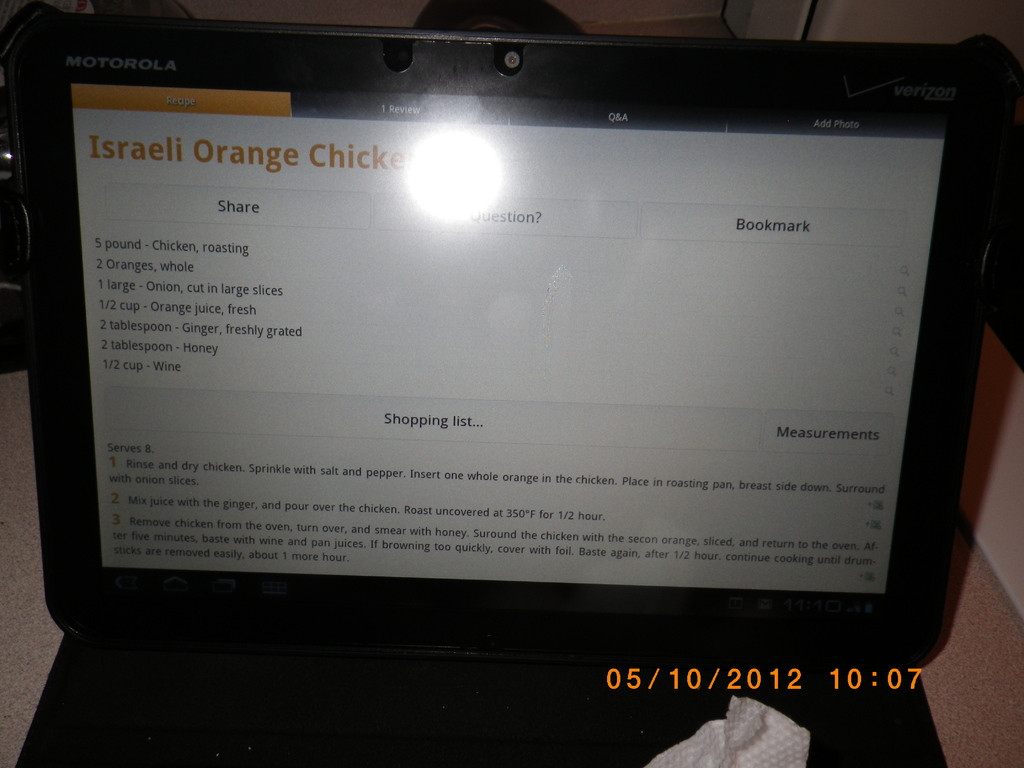 MOTOROLA
verizon
Recipe
1 Review
Q&A
Add Photo
Israeli Orange
Share
Question?
Bookmark
5 pound - Chicken, roasting
2 Oranges, whole
1 large - Onion, cut in large slices
1/2 cup - Orange juice, fresh
2 tablespoon - Ginger, freshly grated
2 tablespoon - Honey
1/2 cup - Wine
Shopping list...
Measurements
Serves 8.
1 Rinse and dry chicken. Sprinkle with salt and pepper. Insert one whole orange in the chicken. Place in roasting pan, breast side down. Surround
with onion slices.
2 Mix juice with the ginger, and pour over the chicken. Roast uncovered at 350°F for 1/2 hour.
3 Remove chicken from the oven, turn over, and smear with honey. Suround the chicken with the secon orange, sliced, and return to the oven. Af-
ter five minutes, baste with wine and pan juices. If browning too quickly, cover with foil. Baste again, after 1/2 hour. continue cooking until drum-
sticks are removed easily, about 1 more hour.
11:10
05/10/2012 10:07